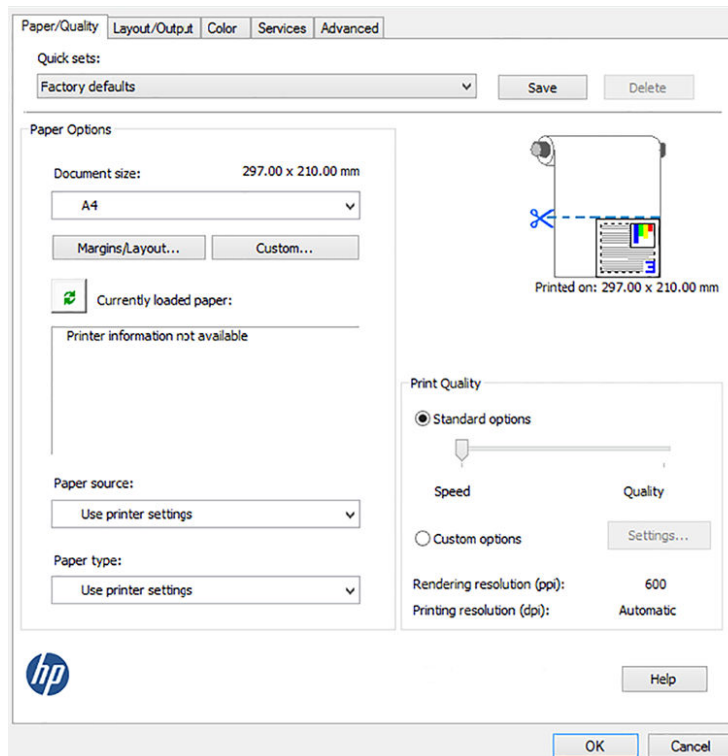 Paper/Quality Layout/Output Color Services Advanced
Quick sets:
Factory defaults Save Delete
Paper Options
Document size: 297.00 x 210.00 mm
A4
Margins/Layout... Custom...
Currently loaded paper:
Printer information not available
Paper source:
Use printer settings
Paper type:
Use printer settings
E
Printed on: 297.00 x 210.00 mm
Print Quality
Standard options
Speed Quality
Custom options Settings...
Rendering resolution (ppi): 600
Printing resolution (dpi): Automatic
hp
Help
OK Cancel